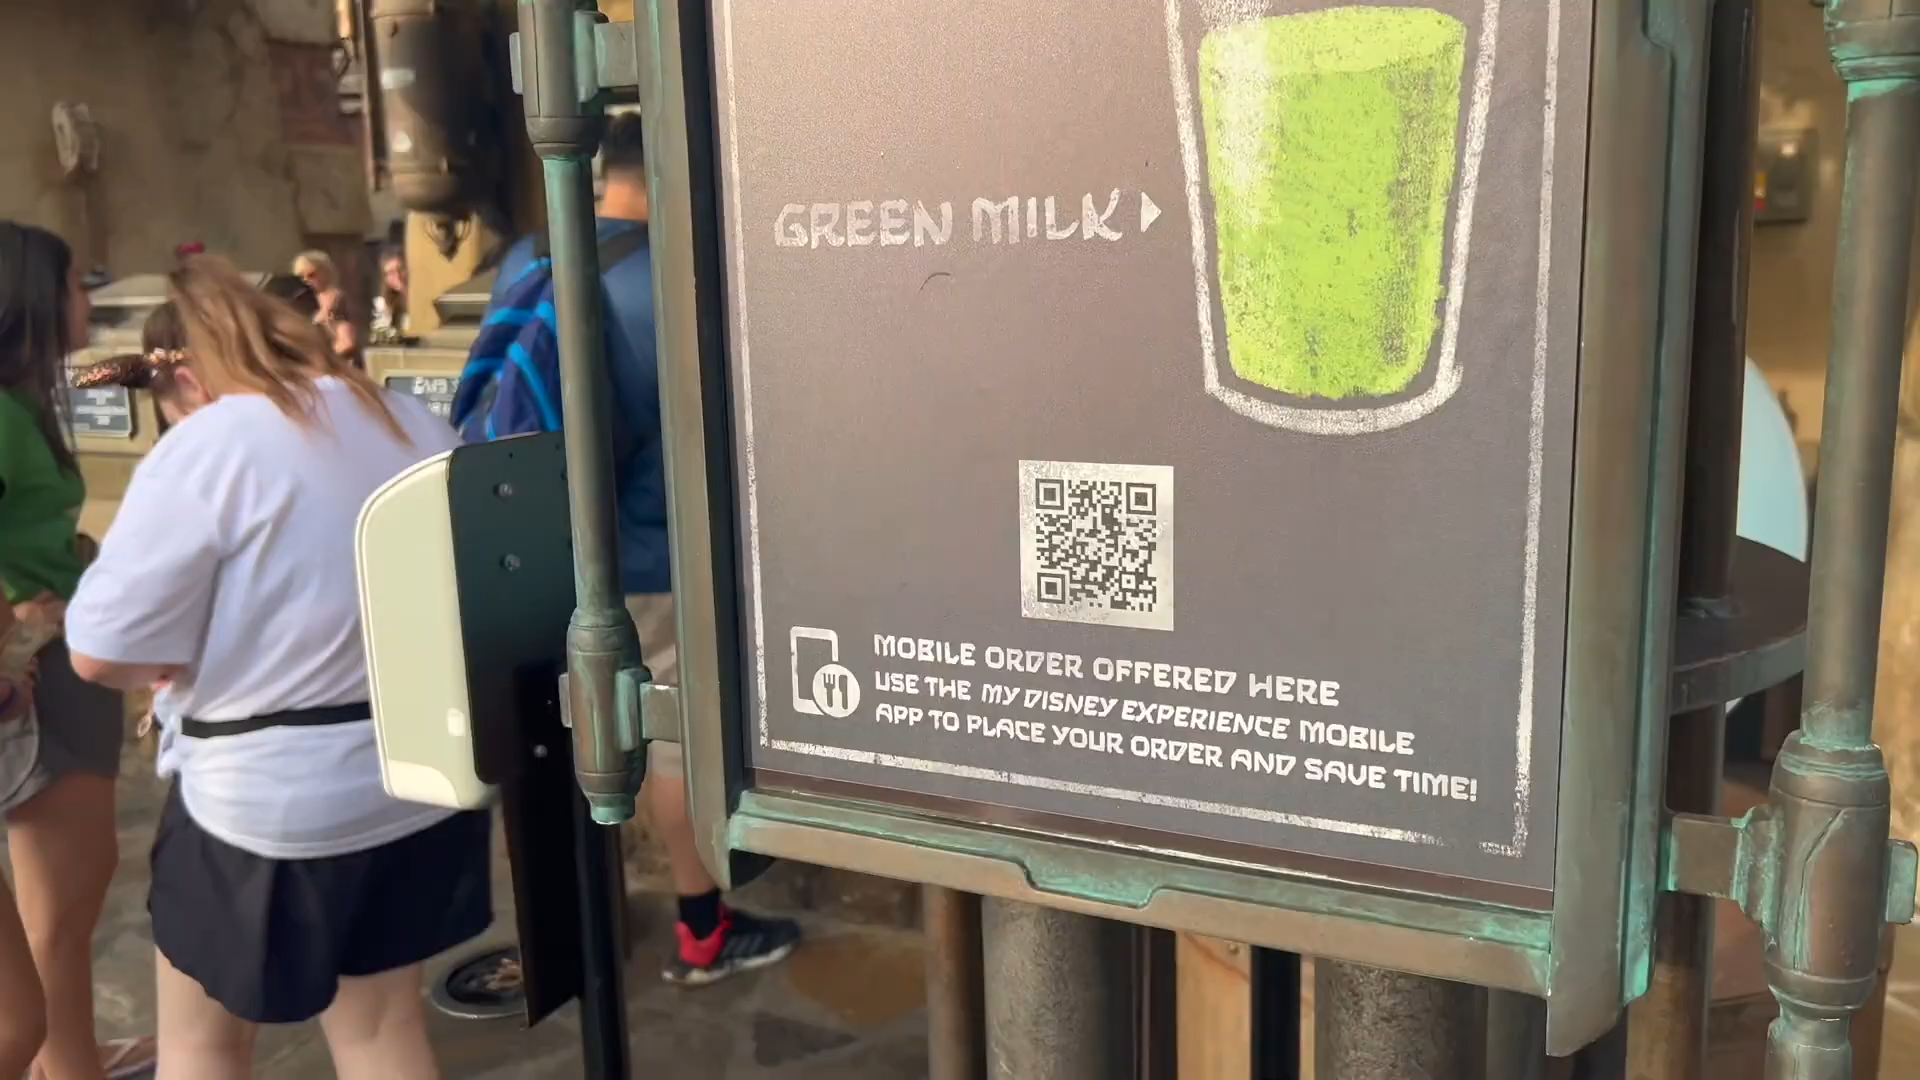 GREEN MILK
MOBILE ORDER OFFERED HERE
USE THE MY DISNEY EXPERIENCE MOBILE
APP TO PLACE YOUR ORDER AND SAVE TIME!